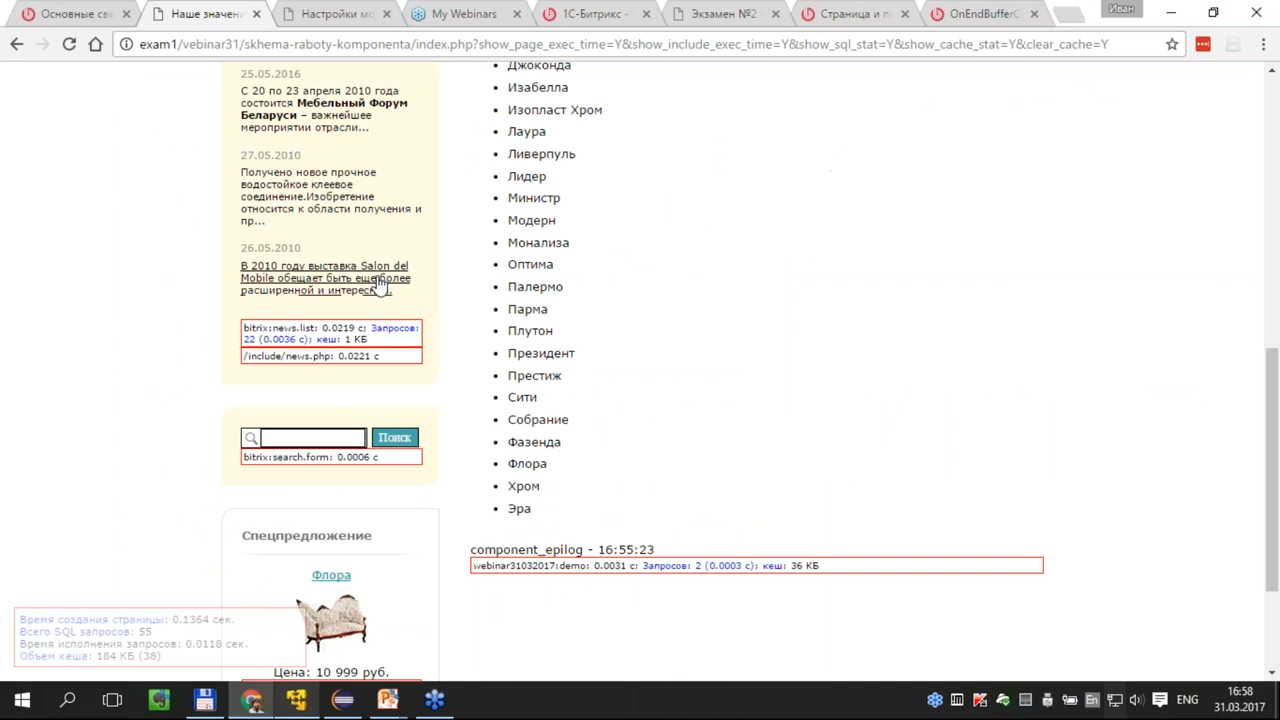 Основные све
Наше значени
Настройки мо
My Webinars
1С-Битрикс -
Экзамен №2
Страница и п
OnEndBufferC
Иван
exam1/vebinar31/skhema-raboty-komponenta/index.php?show_page_exec_time=Y&show_include_exec_time=Y&show_sql_stat=Y&show_cache_stat=Y&clear_cache=Y
25.05.2016
С 20 по 23 апреля 2010 года
состоится Мебельный Форум
Беларуси – важнейшее
мероприятии отрасли...
27.05.2010
Получено новое прочное
водостойкое клеевое
соединение.Изобретение
относится к области получения и
пр...
26.05.2010
В 2010 году выставка Salon del
Mobile обещает быть еще более
расширенной и интерес
bitrix:news.list: 0.0219 с; Запросов:
22 (0.0036 с); кеш: 1 КБ
/include/news.php: 0.0221 с
Поиск
bitrix:search.form: 0.0006 с
Спецпредложение
Флора
Цена: 10 999 руб.
Джоконда
Изабелла
Изопласт Хром
Лаура
Ливерпуль
Лидер
Министр
Модерн
Монализа
Оптима
Палермо
Парма
Плутон
Президент
Престиж
Сити
Собрание
Фазенда
Флора
Хром
Эра
component_epilog - 16:55:23
webinar31032017:demo: 0.0031 с; Запросов: 2 (0.0003 с); кеш: 36 КБ
Время создания страницы: 0.1364 сек.
Всего SQL запросов: 55
Время исполнения запросов: 0.0118 сек.
Объем кеша: 184 КБ (38)
En
ENG
16:58
31.03.2017